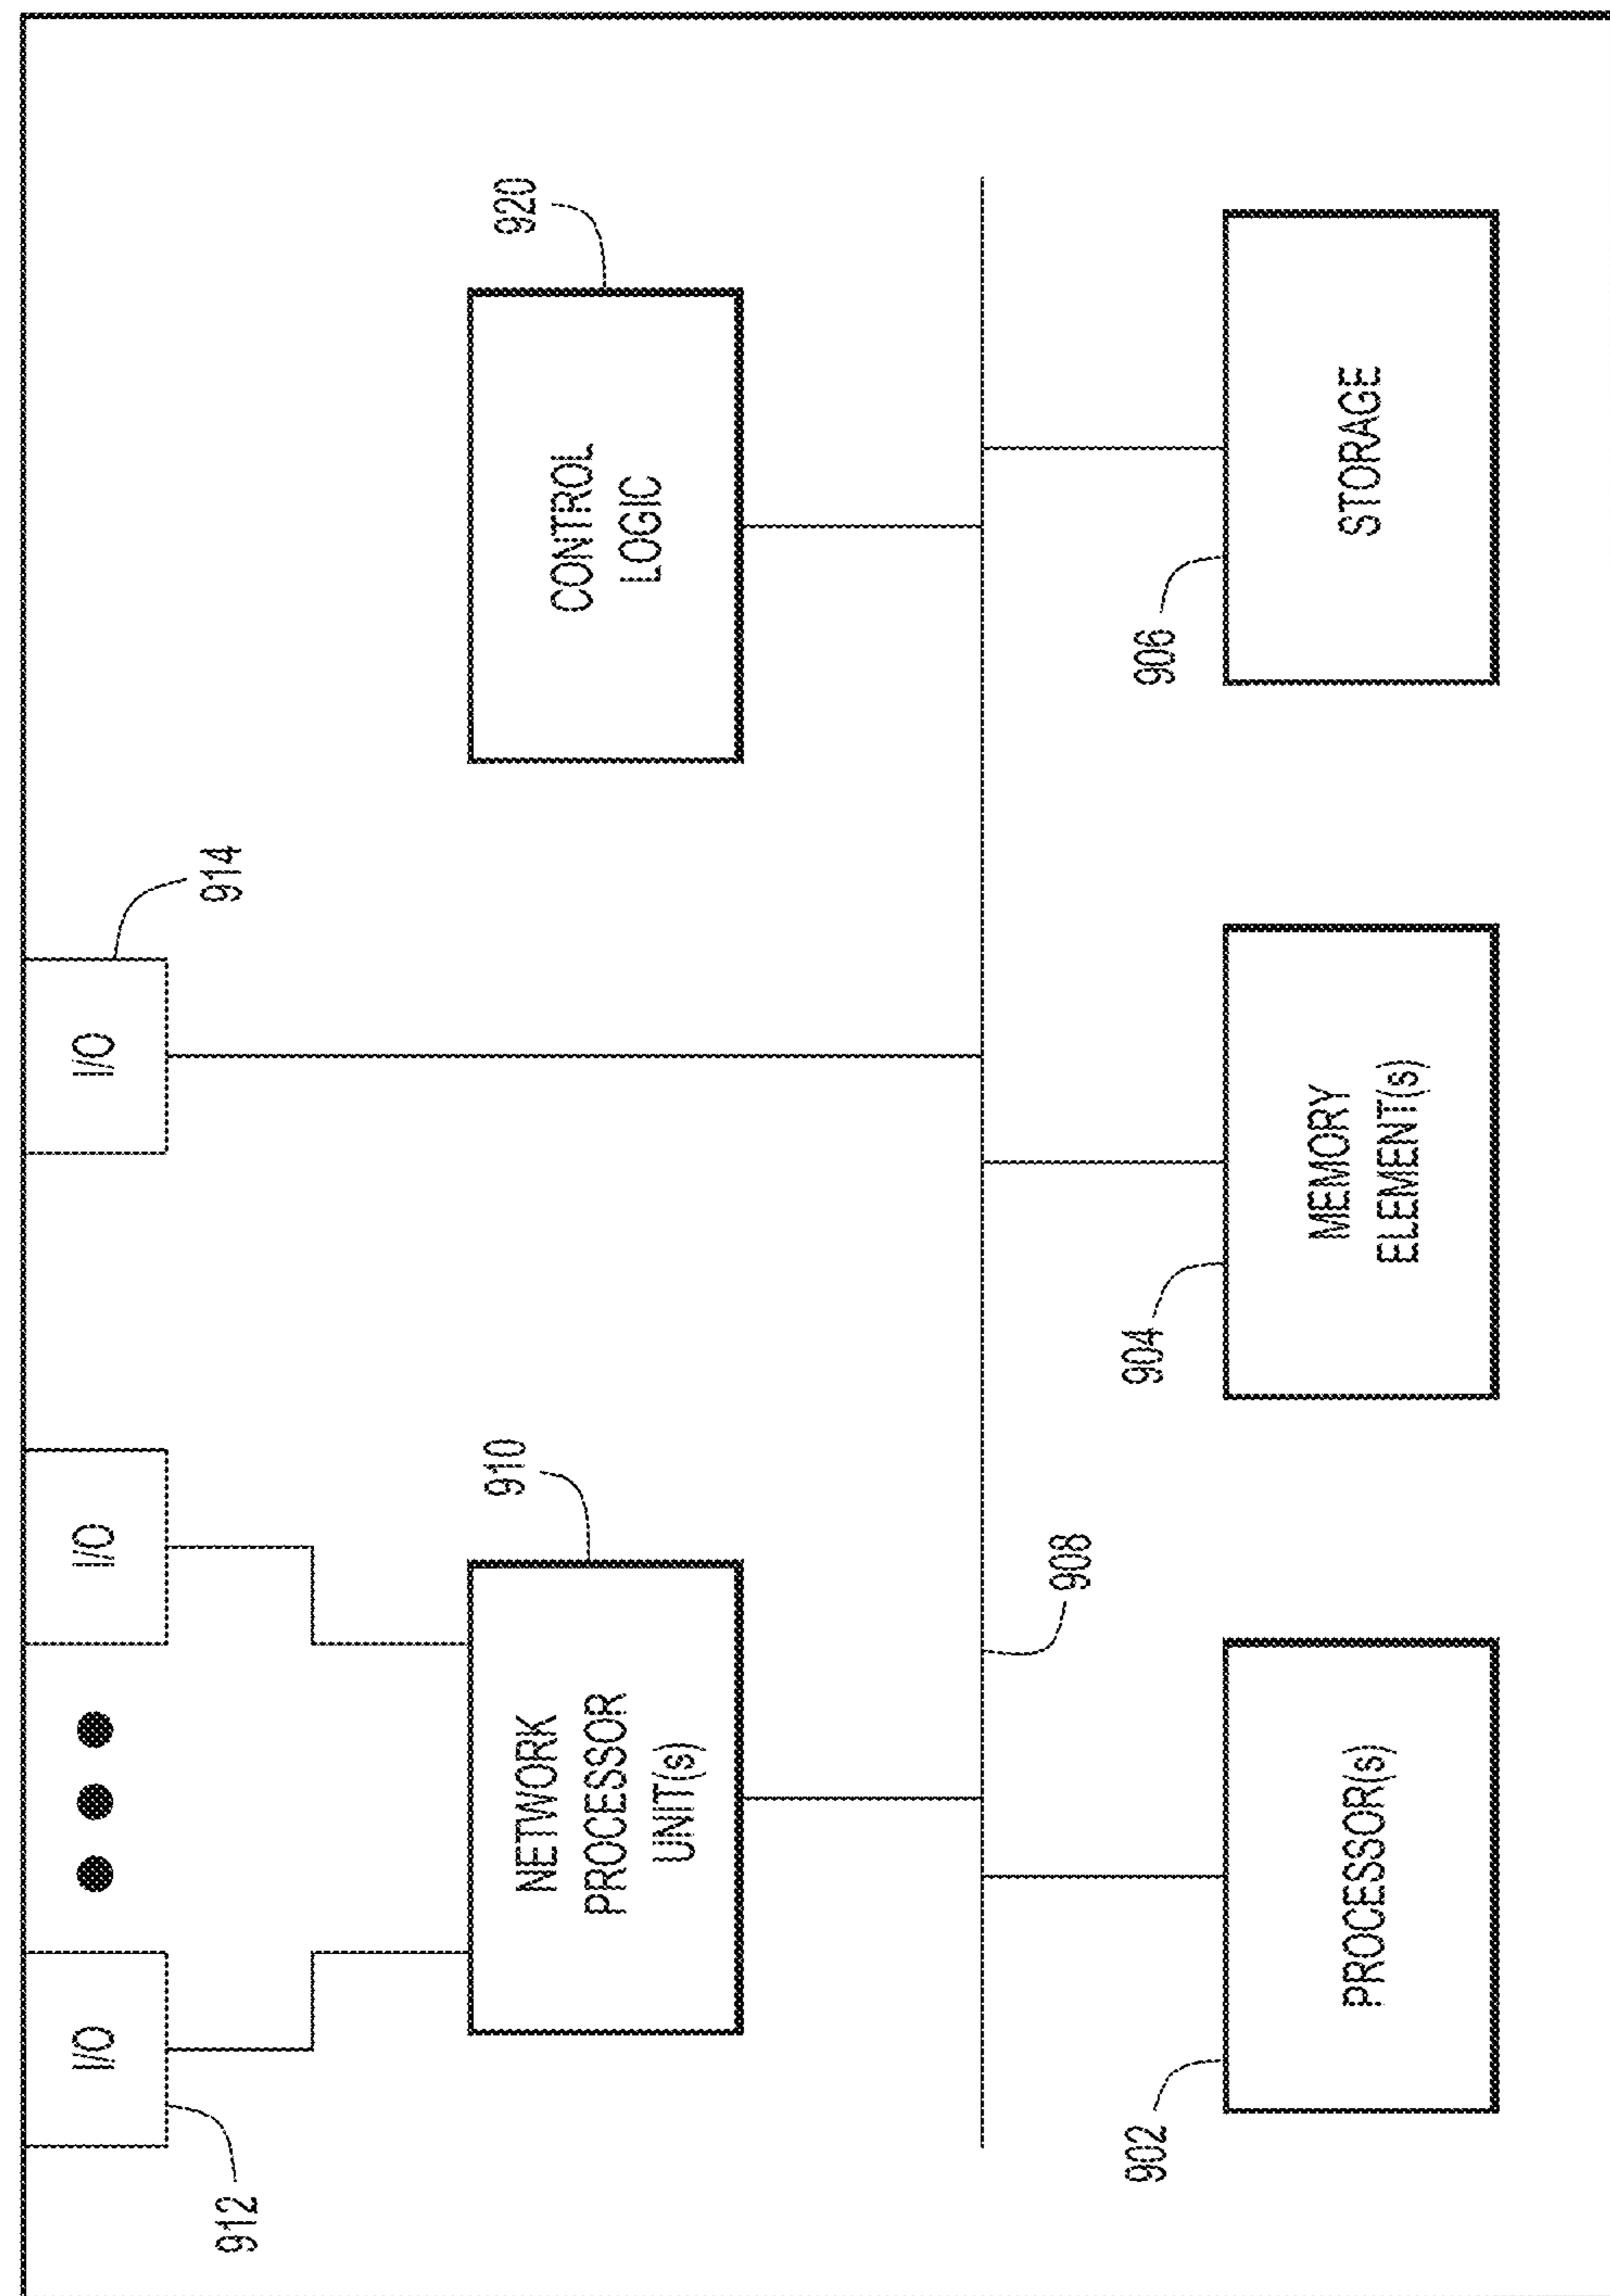 I/O
I/O
I/O
912
914
910
920
NETWORK
PROCESSOR
UNIT(s)
CONTROL
LOGIC
908
902
904
906
PROCESSOR(s)
MEMORY
ELEMENT(s)
STORAGE